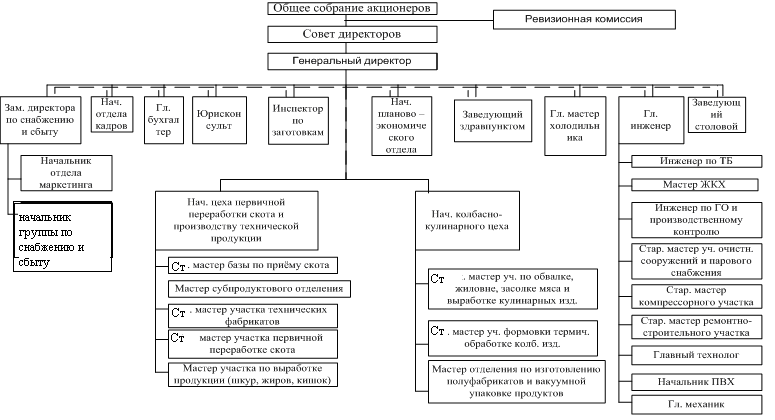 Общее собрание акционеров
Ревизионная комиссия
Совет директоров
Генеральный директор
Зам. директора
по снабжению
и сбыту
Нач.
отдела
кадров
Гл.
бухгал
тер
Юрискон
сульт
Инспектор
по
заготовкам
Нач.
планово –
экономиче
ского
отдела
Заведующий
здравпунктом
Гл. мастер
холодильн
ика
Гл.
инженер
Заведующ
ий
столовой
Начальник
отдела
маркетинга
начальник
группы по
снабжению и
сбыту
Нач. цеха первичной
переработки скота и
производству технической
продукции
Ст . мастер базы по приёму скота
Мастер субпродуктового отделения
Ст . мастер участка технических
фабрикатов
Ст мастер участка первичной
переработке скота
Мастер участка по выработке
продукции (шкур, жиров, кишок)
Нач. колбасно-
кулинарного цеха
Ст . мастер уч. по обвалке,
жиловне, засолке мяса и
выработке кулинарных изд.
Ст . мастер уч. формовки термич.
обработке колб. изд.
Мастер отделения по изготовлению
полуфабрикатов и вакуумной
упаковке продуктов
Инженер по ТБ
Мастер ЖКХ
Инженер по ГО и
производственному
контролю
Стар. мастер уч. очистн.
сооружений и парового
снабжения
Стар. мастер
компрессорного участка
Стар. мастер ремонтно-
строительного участка
Главный технолог
Начальник ПВХ
Гл. механик